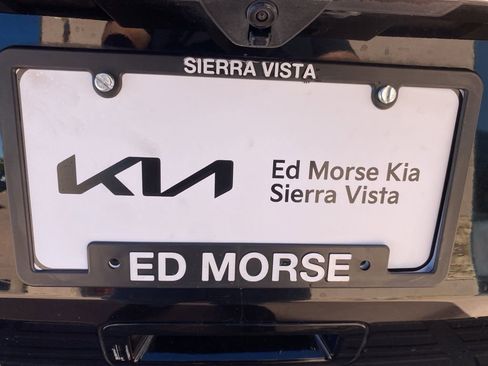 SIERRA VISTA
KIA
Ed Morse Kia
Sierra Vista
ED MORSE